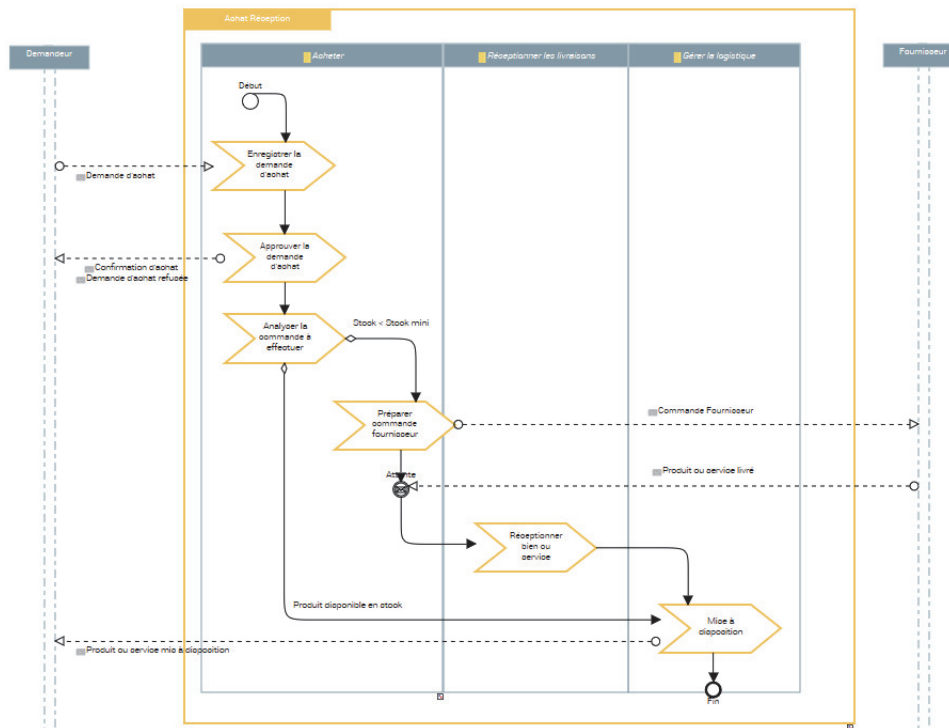 Achat Réception
Demandeur
Acheter
Réceptionner les livraisons
Gérer la logistique
Fournisseur
Début
Enregistrer la
demande
d'achat
Demande d'achat
Approuver la
demande
d'achat
Confirmation d'achat
Demande d'achat refusée
Analyser la
commande à
effectuer
Stock < Stock mini
Préparer
commande
fournisseur
Commande Fournisseur
Attente
Produit ou service livré
Réceptionner
bien ou
service
Produit disponible en stock
Mise à
disposition
Produit ou service mis à disposition
Fin